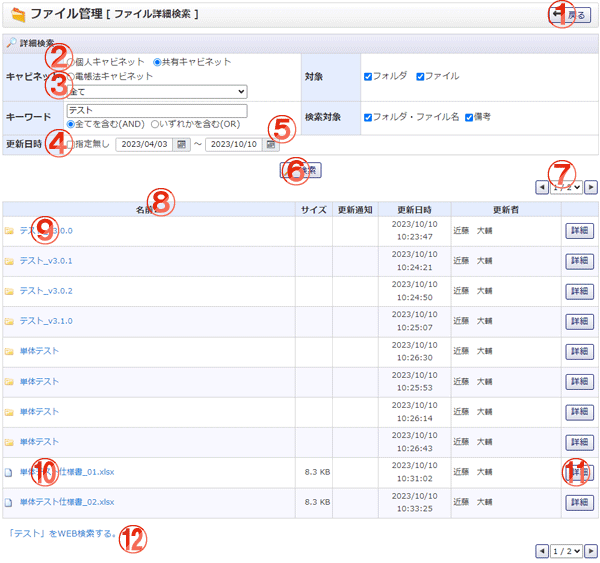 ファイル管理 [ ファイル詳細検索 ]
① 戻る
詳細検索
キャビネット ② 個人キャビネット 共有キャビネット
電帳法キャビネット
③ 全て
対象 フォルダ ファイル
キーワード テスト
全てを含む(AND) いずれかを含む(OR)
検索対象 フォルダ・ファイル名 備考
更新日時 ④ 指定無し 2023/04/03 ～ 2023/10/10 ⑤
⑥ 検索
⑦ 1 / 2
名前 ⑧ サイズ 更新通知 更新日時 更新者
⑨ テスト_v3.0.0 2023/10/10 10:23:47 近藤 大輔 詳細
テスト_v3.0.1 2023/10/10 10:24:21 近藤 大輔 詳細
テスト_v3.0.2 2023/10/10 10:24:50 近藤 大輔 詳細
テスト_v3.1.0 2023/10/10 10:25:07 近藤 大輔 詳細
単体テスト 2023/10/10 10:26:30 近藤 大輔 詳細
単体テスト 2023/10/10 10:25:53 近藤 大輔 詳細
単体テスト 2023/10/10 10:26:14 近藤 大輔 詳細
単体テスト 2023/10/10 10:26:43 近藤 大輔 詳細
⑩ 単体テスト仕様書_01.xlsx 8.3 KB 2023/10/10 10:31:02 近藤 大輔 ⑪ 詳細
単体テスト仕様書_02.xlsx 8.3 KB 2023/10/10 10:33:25 近藤 大輔 詳細
「テスト」をWEB検索する。 ⑫
1 / 2